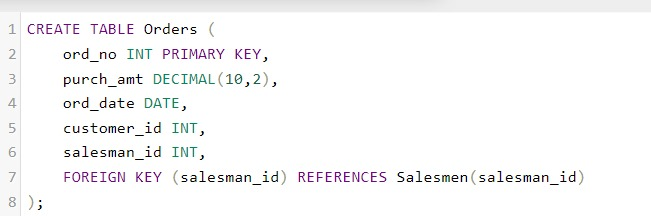 1 CREATE TABLE Orders (
2     ord_no INT PRIMARY KEY,
3     purch_amt DECIMAL(10,2),
4     ord_date DATE,
5     customer_id INT,
6     salesman_id INT,
7     FOREIGN KEY (salesman_id) REFERENCES Salesmen(salesman_id)
8 );